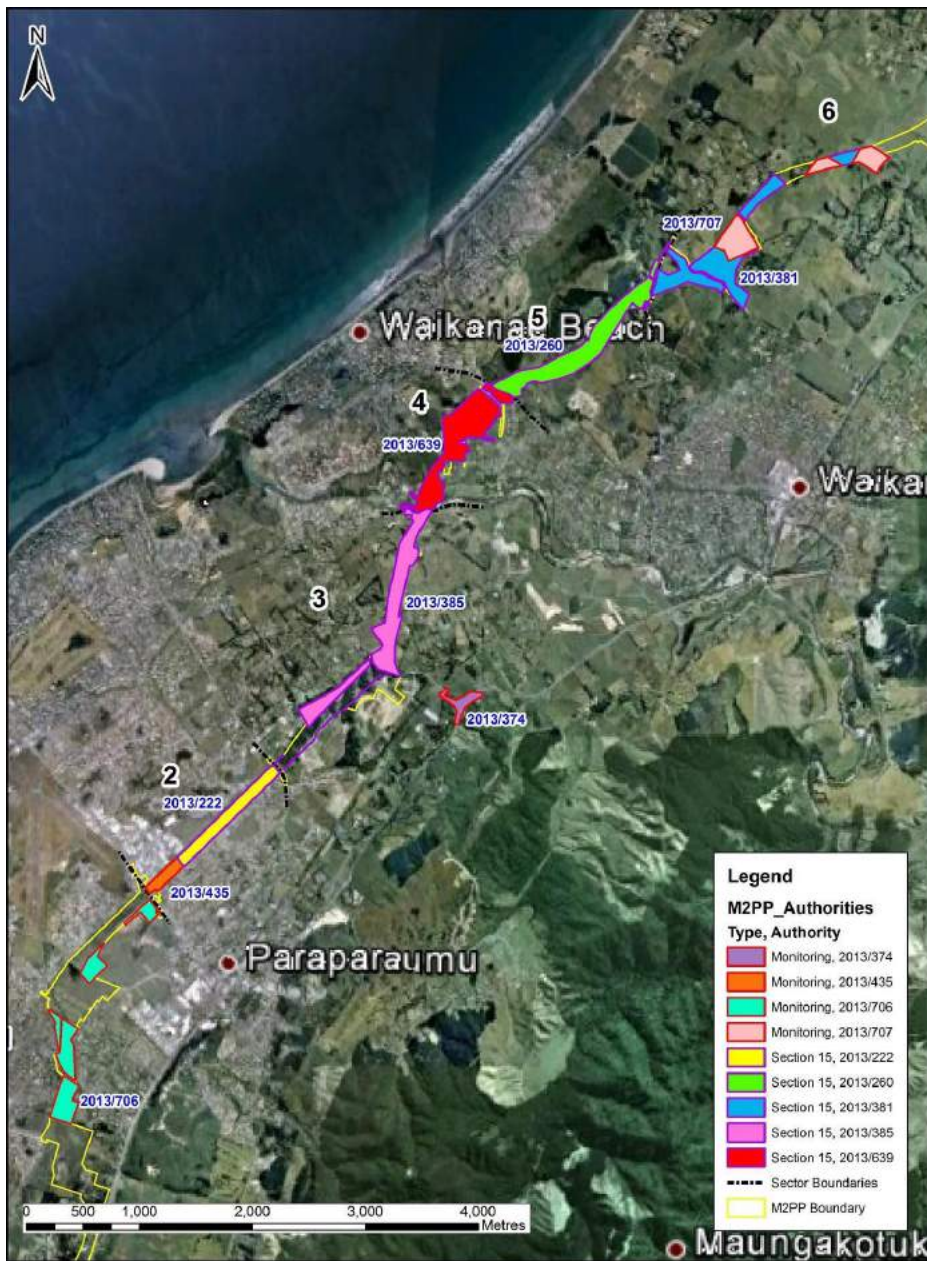 N
6
2013/707
2013/381
Waikanae Beach
5
2013/260
4
2013/639
Waikan
3
2013/385
2013/374
2
2013/222
2013/435
Paraparaumu
2013/706
Legend
M2PP_Authorities
Type, Authority
Monitoring, 2013/374
Monitoring, 2013/435
Monitoring, 2013/706
Monitoring, 2013/707
Section 15, 2013/222
Section 15, 2013/260
Section 15, 2013/381
Section 15, 2013/385
Section 15, 2013/639
Sector Boundaries
M2PP Boundary
0 500 1,000 2,000 3,000 4,000
Metres
Maungakotuk